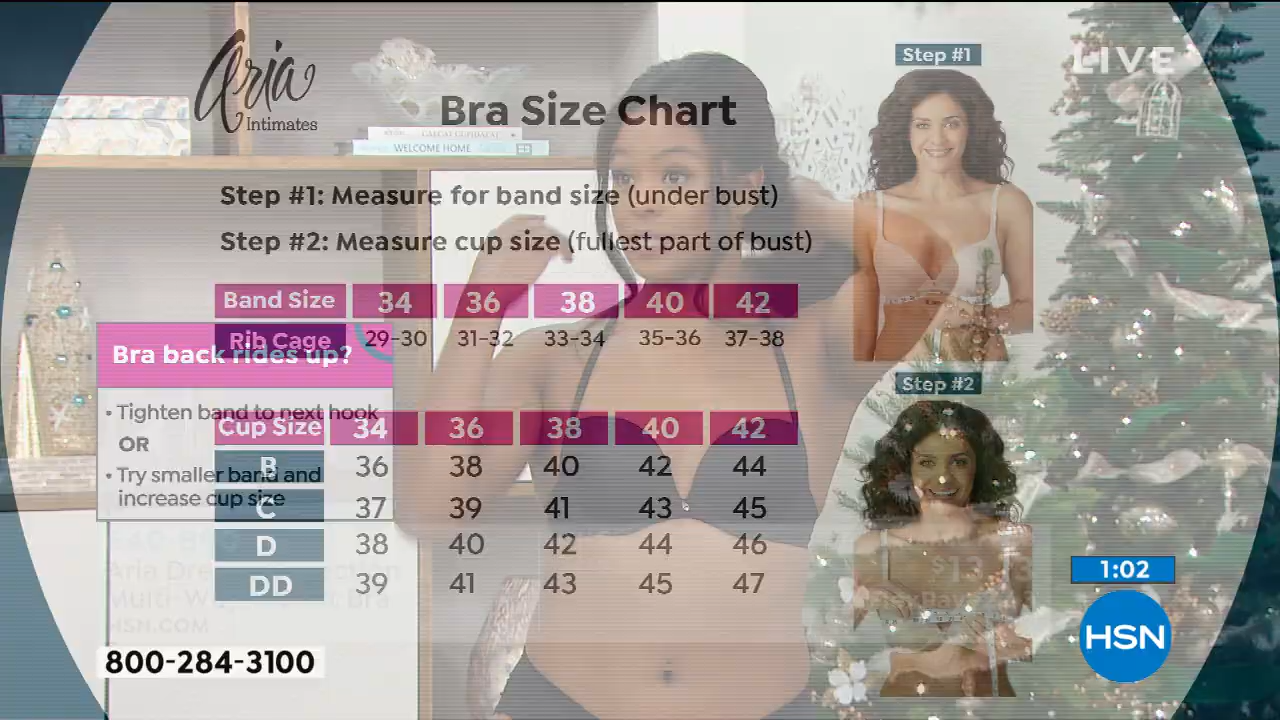 Aria
Intimates
Bra Size Chart
WELCOME HOME
Step #1: Measure for band size (under bust)
Step #2: Measure cup size (fullest part of bust)
Step #1
LIVE
Band Size 34 36 38 40 42
Rib Cage 29-30 31-32 33-34 35-36 37-38
Bra back rides up?
• Tighten band to next hook
OR
• Try smaller band and
increase cup size
Cup Size 34 36 38 40 42
B 36 38 40 42 44
C 37 39 41 43 45
D 38 40 42 44 46
DD 39 41 43 45 47
Step #2
HSN.COM
800-284-3100
1:02
HSN